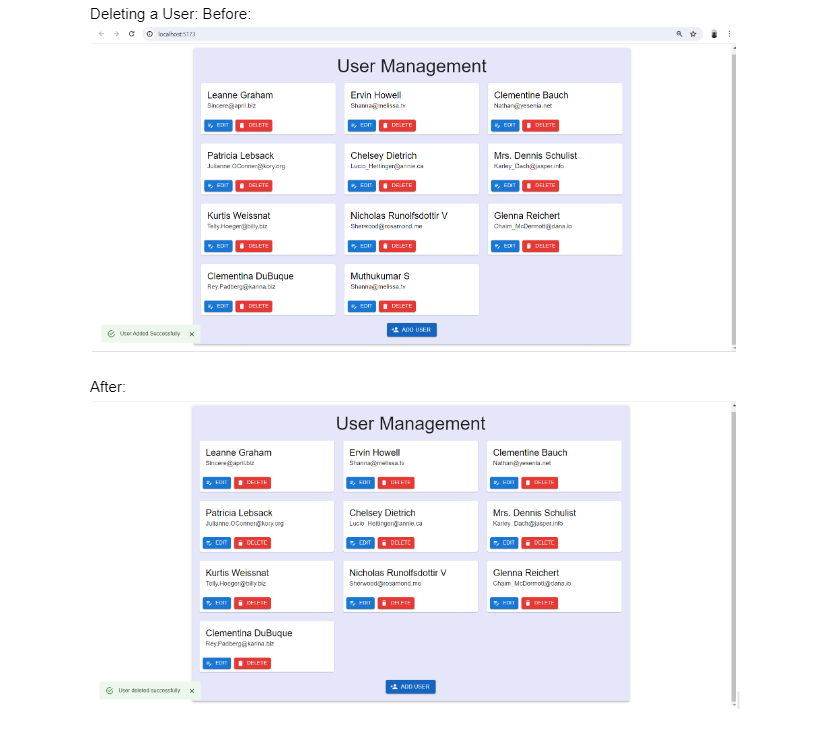 Deleting a User: Before:
localhost:5173
User Management
Leanne Graham Ervin Howell Clementine Bauch
Sincere@april.biz Shanna@melissa.tv Nathan@yesenia.net
EDIT DELETE EDIT DELETE EDIT DELETE
Patricia Lebsack Chelsey Dietrich Mrs. Dennis Schulist
Julianne.OConner@kory.org Lucio_Hettinger@annie.ca Karley_Dach@jasper.info
EDIT DELETE EDIT DELETE EDIT DELETE
Kurtis Weissnat Nicholas Runolfsdottir V Glenna Reichert
Telly.Hoeger@billy.biz Sherwood@rosamond.me Chaim_McDermott@dana.io
EDIT DELETE EDIT DELETE EDIT DELETE
Clementina DuBuque Muthukumar S
Rey.Padberg@karina.biz Shanna@melissa.tv
EDIT DELETE EDIT DELETE
ADD USER
User Added Successfully
After:
User Management
Leanne Graham Ervin Howell Clementine Bauch
Sincere@april.biz Shanna@melissa.tv Nathan@yesenia.net
EDIT DELETE EDIT DELETE EDIT DELETE
Patricia Lebsack Chelsey Dietrich Mrs. Dennis Schulist
Julianne.OConner@kory.org Lucio_Hettinger@annie.ca Karley_Dach@jasper.info
EDIT DELETE EDIT DELETE EDIT DELETE
Kurtis Weissnat Nicholas Runolfsdottir V Glenna Reichert
Telly.Hoeger@billy.biz Sherwood@rosamond.me Chaim_McDermott@dana.io
EDIT DELETE EDIT DELETE EDIT DELETE
Clementina DuBuque
Rey.Padberg@karina.biz
EDIT DELETE
ADD USER
User deleted successfully